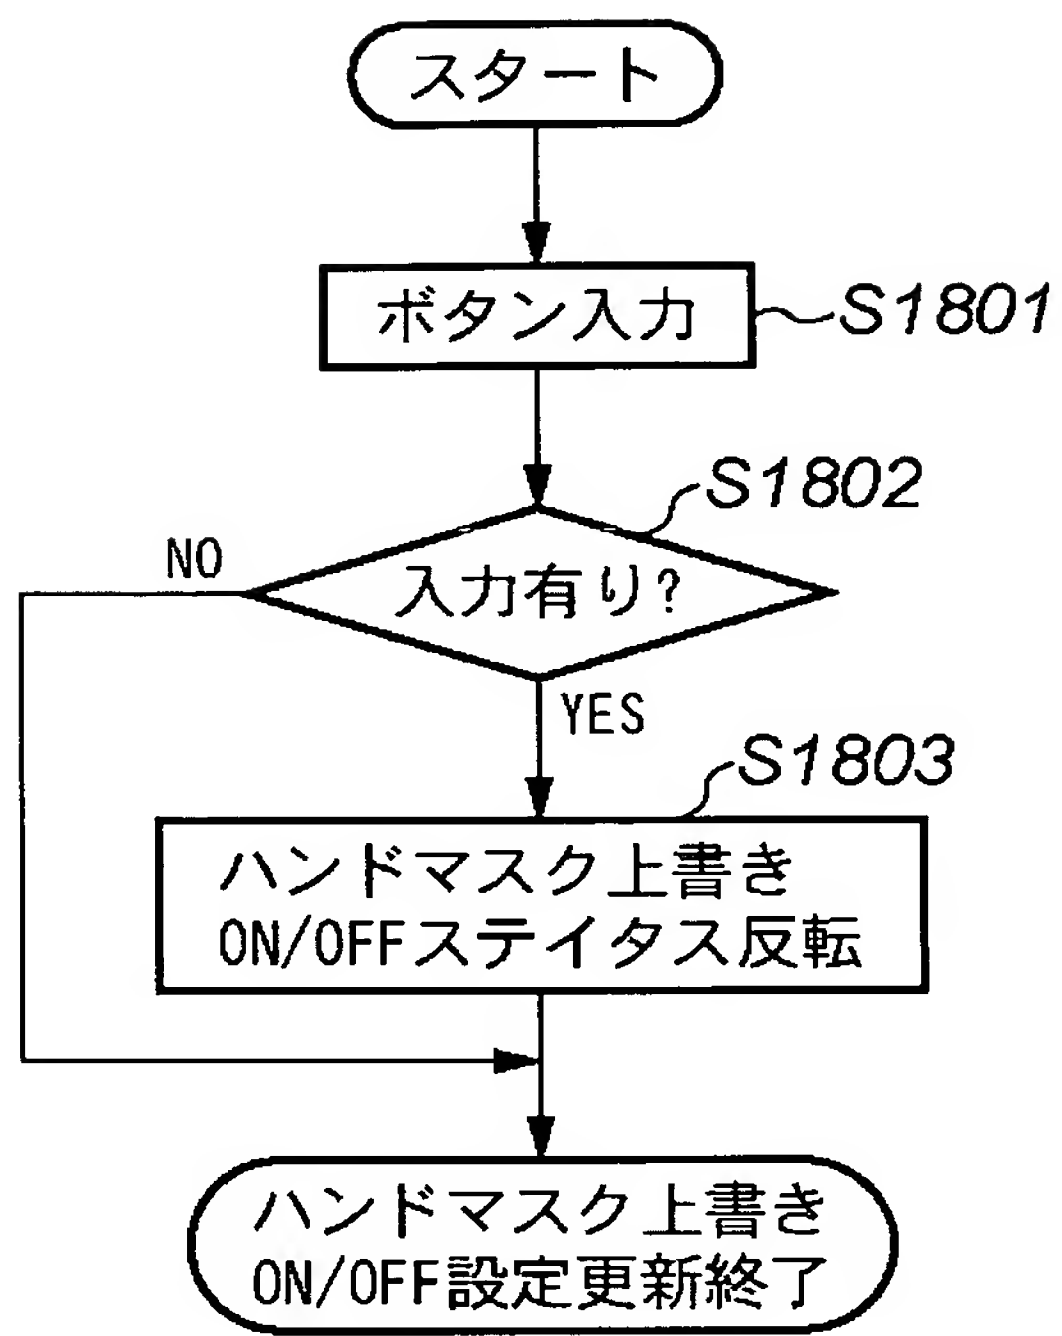 スタート
ボタン入力
S1801
S1802
NO
入力有り?
YES
S1803
ハンドマスク上書き
ON/OFFステイタス反転
ハンドマスク上書き
ON/OFF設定更新終了